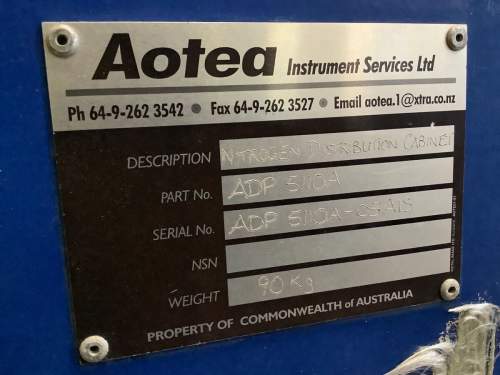 Aotea Instrument Services Ltd
Ph 64-9-262 3542 • Fax 64-9-262 3527 • Email aotea.1@xtra.co.nz
DESCRIPTION NITROGEN DISTRIBUTION CABINET
PART No. ADP 5110A
SERIAL No. ADP 5110A-
NSN
WEIGHT 90 Kg
PROPERTY OF COMMONWEALTH of AUSTRALIA